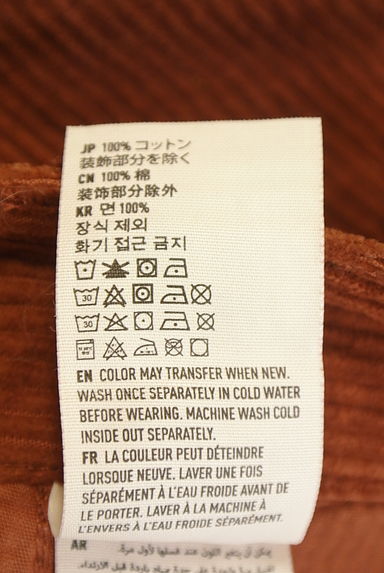 JP 100% コットン
装飾部分を除く
CN 100% 棉
装饰部分除外
KR 면 100%
장식 제외
화기 접근 금지
30
30
EN COLOR MAY TRANSFER WHEN NEW.
WASH ONCE SEPARATELY IN COLD WATER
BEFORE WEARING. MACHINE WASH COLD
INSIDE OUT SEPARATELY.
FR LA COULEUR PEUT DÉTEINDRE
LORSQUE NEUVE. LAVER UNE FOIS
SÉPARÉMENT À L'EAU FROIDE AVANT DE
LE PORTER. LAVER À LA MACHINE À
L'ENVERS À L'EAU FROIDE SÉPARÉMENT.
AR